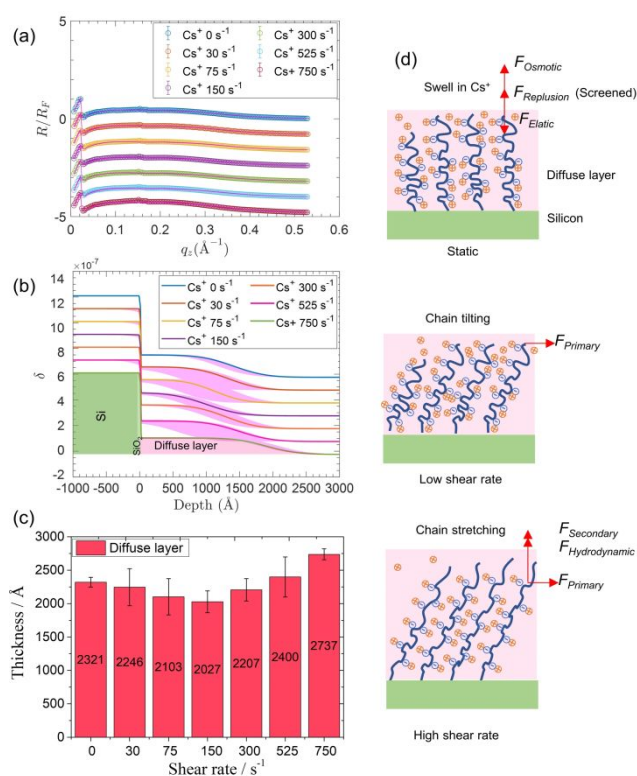 (a)
Cs⁺ 0 s⁻¹
Cs⁺ 30 s⁻¹
Cs⁺ 75 s⁻¹
Cs⁺ 150 s⁻¹
Cs⁺ 300 s⁻¹
Cs⁺ 525 s⁻¹
Cs+ 750 s⁻¹
R/R_F
0
-5
0 0.1 0.2 0.3 0.4 0.5 0.6
q_z(Å⁻¹)
(b)
×10⁻⁷
Cs⁺ 0 s⁻¹
Cs⁺ 30 s⁻¹
Cs⁺ 75 s⁻¹
Cs⁺ 150 s⁻¹
Cs⁺ 300 s⁻¹
Cs⁺ 525 s⁻¹
Cs+ 750 s⁻¹
δ
14
12
10
8
6
4
2
0
-2
Si
SiO
Diffuse layer
-1000 -500 0 500 1000 1500 2000 2500 3000
Depth (Å)
(c)
Diffuse layer
Thickness / Å
3000
2500
2000
1500
1000
500
0
2321 2246 2103 2027 2207 2400 2737
0 30 75 150 300 525 750
Shear rate / s⁻¹
(d)
F_Osmotic
Swell in Cs⁺
F_Replusion (Screened)
F_Elatic
Diffuse layer
Silicon
Static
Chain tilting
F_Primary
Low shear rate
Chain stretching
F_Secondary
F_Hydrodynamic
F_Primary
High shear rate